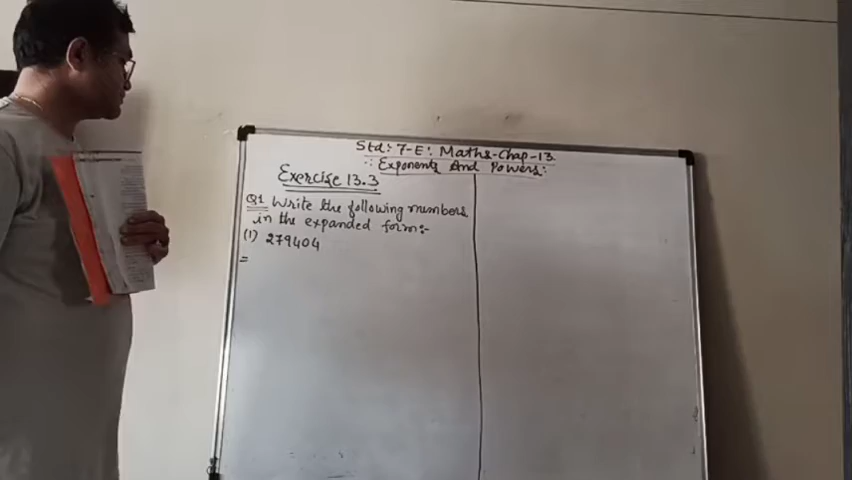 Std:- 7-E: Maths-Chap-13
:Exponents And Powers:
Exercise 13.3
Q1 Write the following numbers
in the expanded form:-
(1) 279404
=